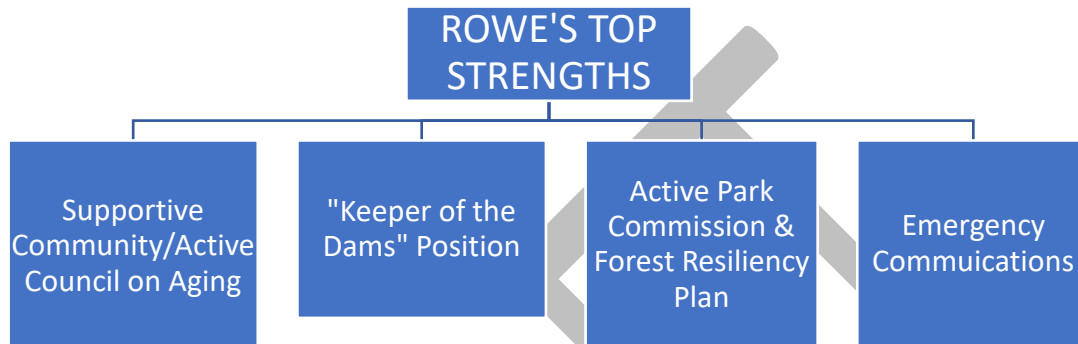 ROWE'S TOP
STRENGTHS
Supportive
Community/Active
Council on Aging
"Keeper of the
Dams" Position
Active Park
Commission &
Forest Resiliency
Plan
Emergency
Commuications